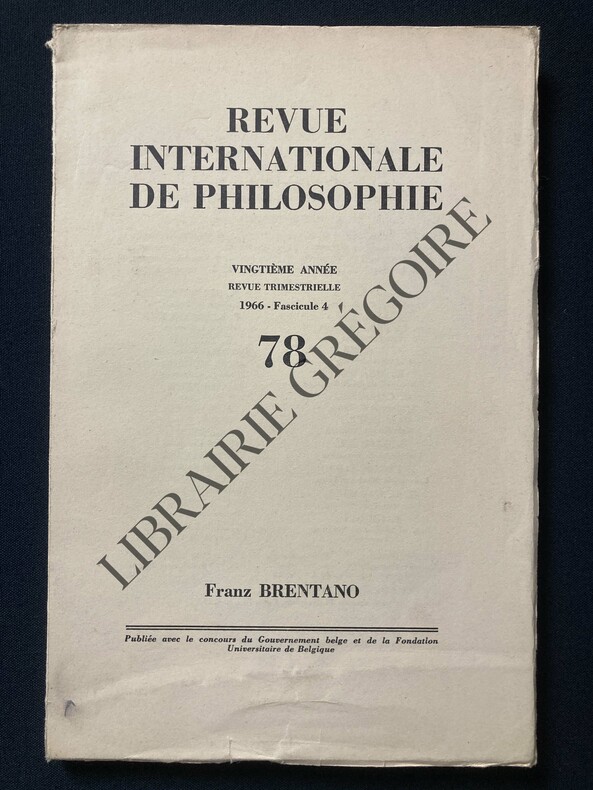 REVUE
INTERNATIONALE
DE PHILOSOPHIE
VINGTIÈME ANNÉE
REVUE TRIMESTRIELLE
1966 - Fascicule 4
78
LIBRAIRIE GRÉGOIRE
Franz BRENTANO
Publiée avec le concours du Gouvernement belge et de la Fondation
Universitaire de Belgique